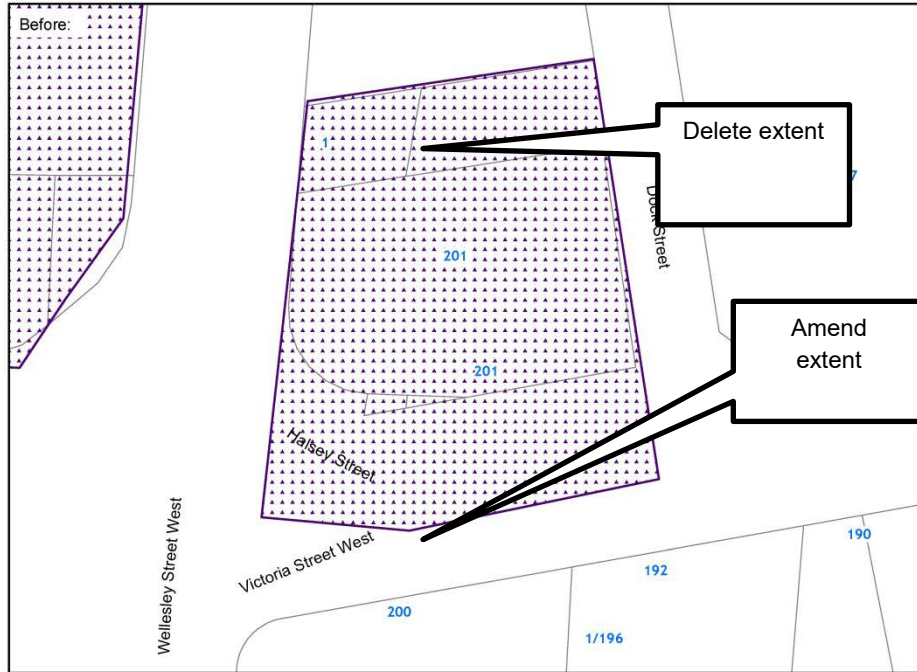 Before:
Delete extent
1
7
Dock Street
201
Amend
extent
201
Halsey Street
Victoria Street West
Wellesley Street West
190
192
200
1/196